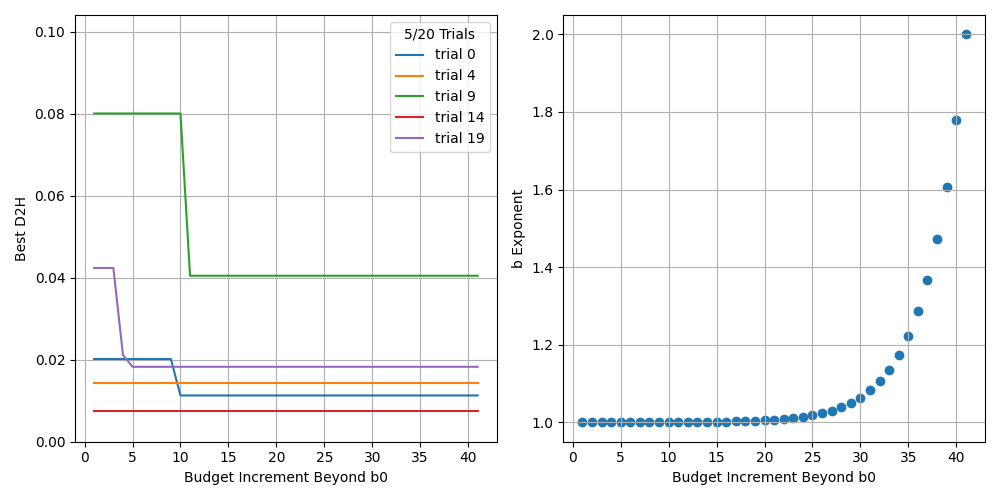 5/20 Trials
trial 0
trial 4
trial 9
trial 14
trial 19
Best D2H
0.10
0.08
0.06
0.04
0.02
0.00
0 5 10 15 20 25 30 35 40
Budget Increment Beyond b0
b Exponent
2.0
1.8
1.6
1.4
1.2
1.0
0 5 10 15 20 25 30 35 40
Budget Increment Beyond b0